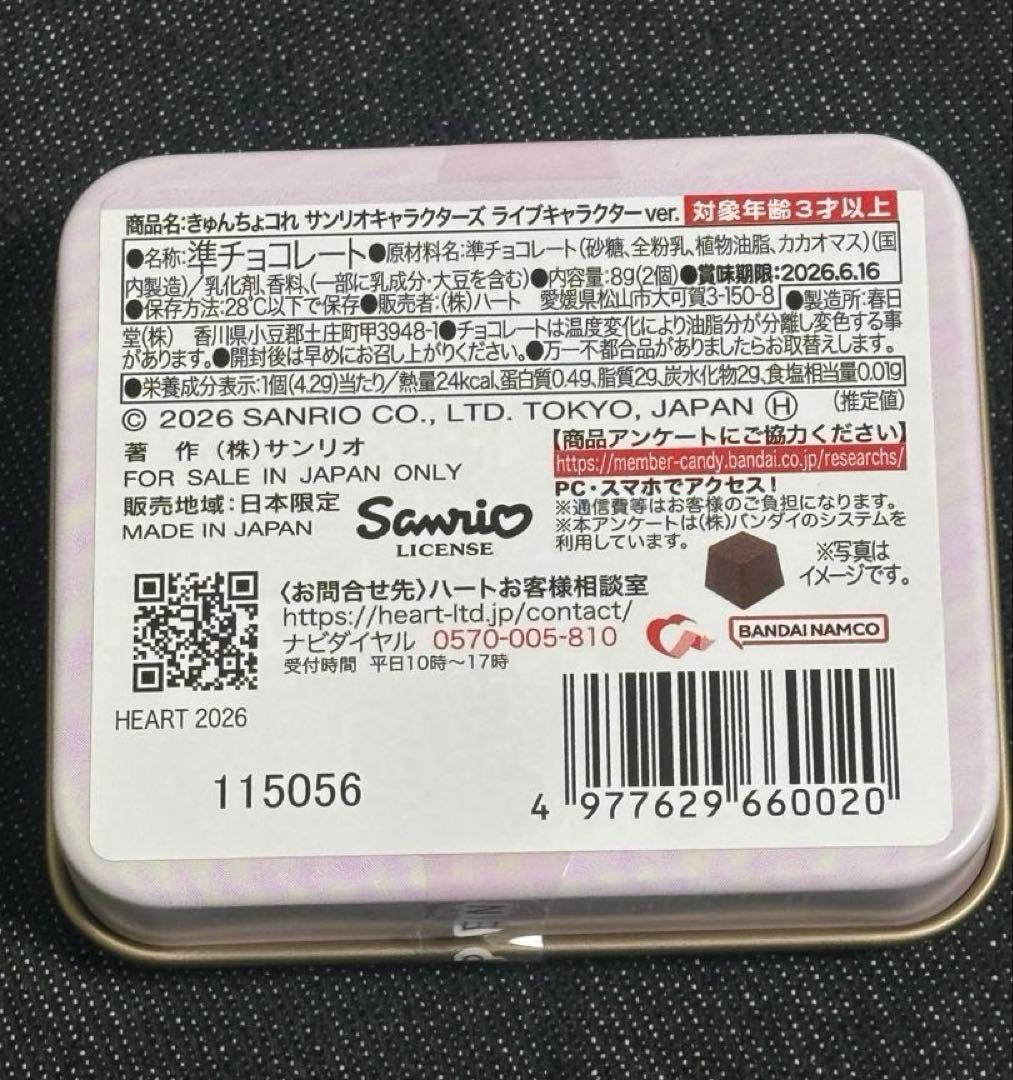 商品名:きゅんちょコれ サンリオキャラクターズ ライブキャラクターver. 対象年齢3才以上
●名称:準チョコレート●原材料名:準チョコレート(砂糖、全粉乳、植物油脂、カカオマス)(国
内製造)/乳化剤、香料、(一部に乳成分・大豆を含む)●内容量:8g(2個)●賞味期限:2026.6.16
●保存方法:28℃以下で保存●販売者:(株)ハート 愛媛県松山市大可賀3-150-8 ●製造所:春日
堂(株) 香川県小豆郡土庄町甲3948-1●チョコレートは温度変化により油脂分が分離し変色する事
があります。●開封後は早めにお召し上がりください。●万一不都合品がありましたらお取替えします。
●栄養成分表示:1個(4.2g)当たり/熱量24kcal、蛋白質0.4g、脂質2g、炭水化物2g、食塩相当量0.01g
(推定値)
© 2026 SANRIO CO., LTD. TOKYO, JAPAN Ⓗ
著 作 (株)サンリオ
FOR SALE IN JAPAN ONLY
販売地域:日本限定
MADE IN JAPAN
Sanrio
LICENSE
【商品アンケートにご協力ください】
https://member-candy.bandai.co.jp/researchs/
PC・スマホでアクセス!
※通信費等はお客様のご負担になります。
※本アンケートは(株)バンダイのシステムを
利用しています。
※写真は
イメージです。
〈お問合せ先〉ハートお客様相談室
https://heart-ltd.jp/contact/
ナビダイヤル 0570-005-810
受付時間 平日10時～17時
BANDAI NAMCO
HEART 2026
115056
4 977629 660020